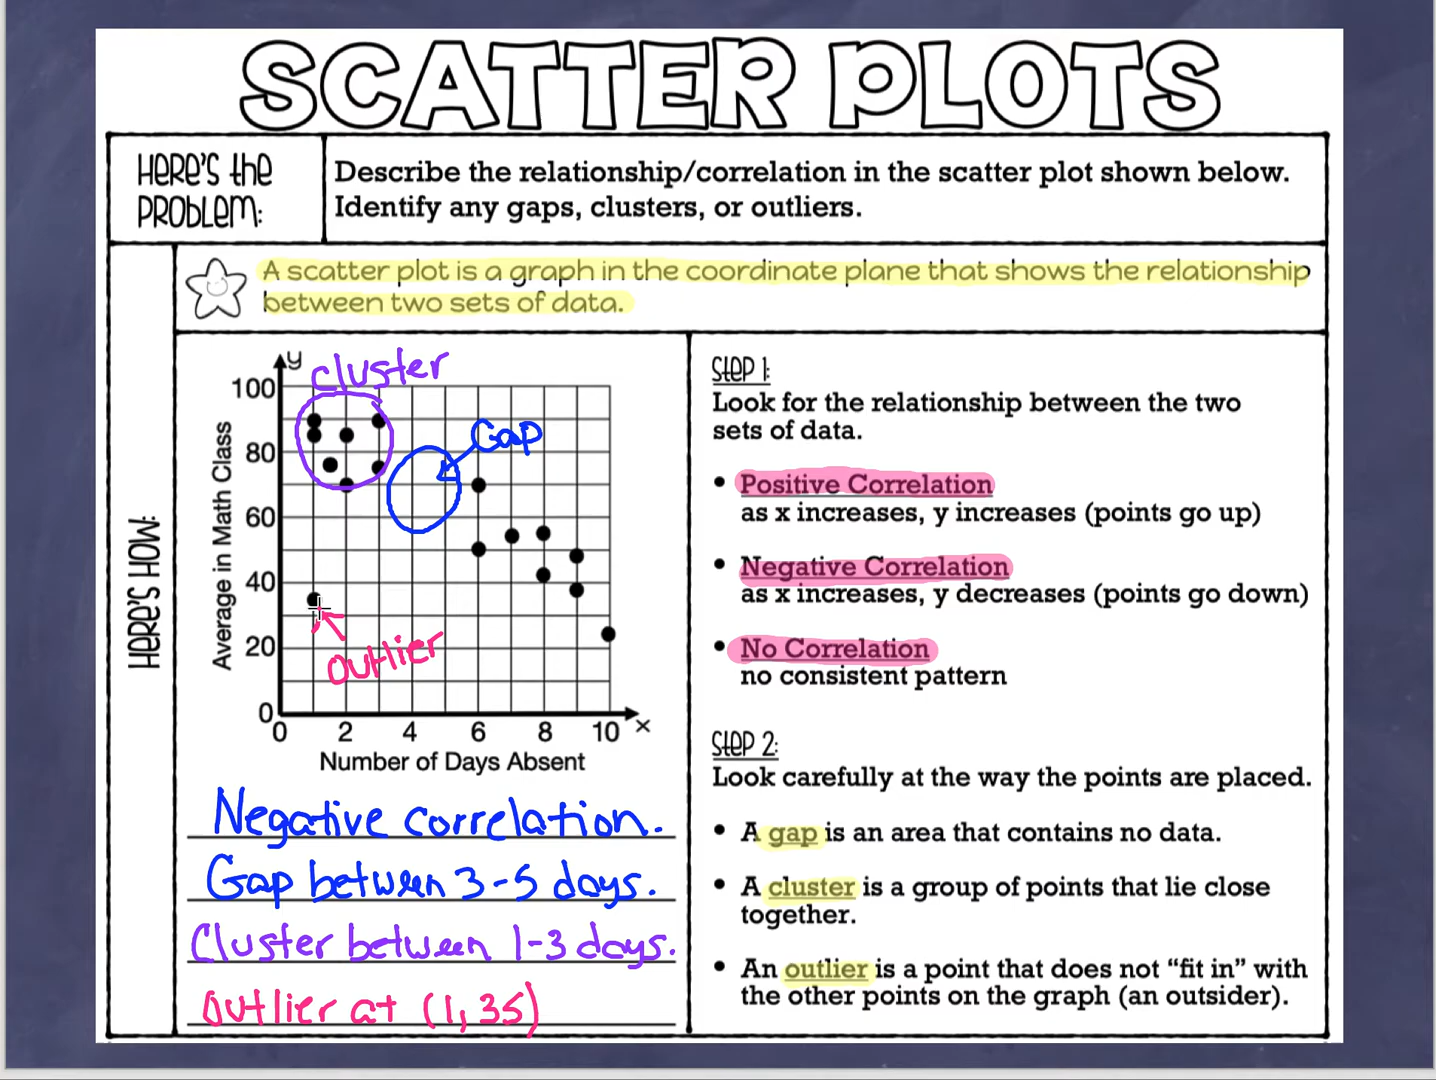 SCATTER PLOTS
HERE'S the
PROBLEM:
Describe the relationship/correlation in the scatter plot shown below.
Identify any gaps, clusters, or outliers.
HERE'S HOW:
A scatter plot is a graph in the coordinate plane that shows the relationship
between two sets of data.
y
cluster
100
80
60
40
20
0
Average in Math Class
Gap
outlier
0 2 4 6 8 10 x
Number of Days Absent
Negative correlation.
Gap between 3-5 days.
Cluster between 1-3 days.
Outlier at (1,35)
Step 1:
Look for the relationship between the two
sets of data.
• Positive Correlation
as x increases, y increases (points go up)
• Negative Correlation
as x increases, y decreases (points go down)
• No Correlation
no consistent pattern
Step 2:
Look carefully at the way the points are placed.
• A gap is an area that contains no data.
• A cluster is a group of points that lie close
together.
• An outlier is a point that does not “fit in” with
the other points on the graph (an outsider).